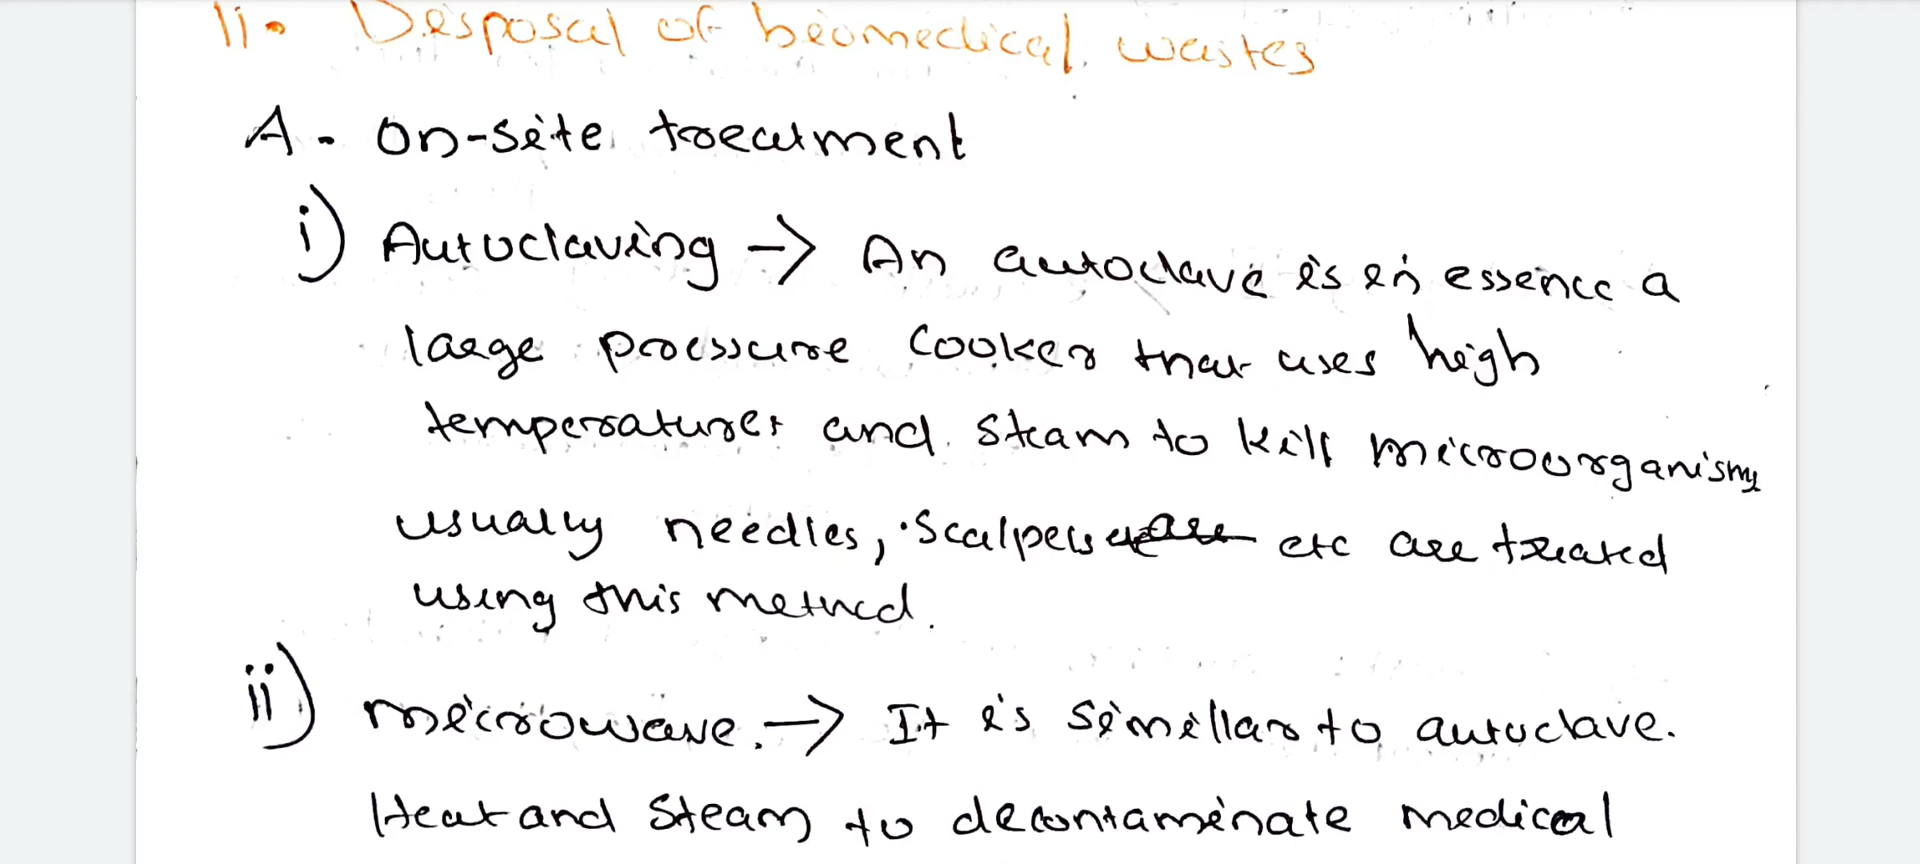 11. Disposal of biomedical wastes
A. On-site treatment
i) Autoclaving → An autoclave is in essence a
large pressure cooker that uses high
temperatures and steam to kill microorganisms
usually needles, scalpels etc are treated
using this method.
ii) microwave. → It is simillar to autoclave.
Heat and steam to decontaminate medical